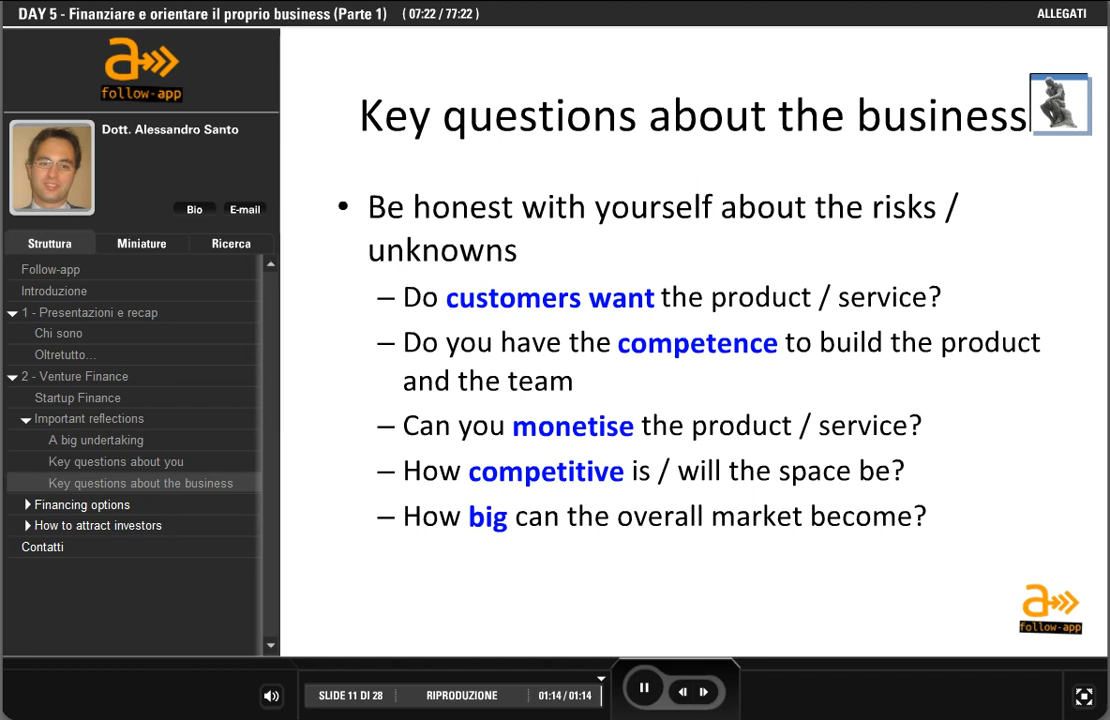 DAY 5 - Finanziare e orientare il proprio business (Parte 1) ( 07:22 / 77:22 )
ALLEGATI
a
follow-app
Dott. Alessandro Santo
Bio
E-mail
Struttura
Miniature
Ricerca
Follow-app
Introduzione
1 - Presentazioni e recap
Chi sono
Oltretutto...
2 - Venture Finance
Startup Finance
Important reflections
A big undertaking
Key questions about you
Key questions about the business
Financing options
How to attract investors
Contatti
Key questions about the business
• Be honest with yourself about the risks /
unknowns
– Do customers want the product / service?
– Do you have the competence to build the product
and the team
– Can you monetise the product / service?
– How competitive is / will the space be?
– How big can the overall market become?
a
follow-app
SLIDE 11 DI 28
RIPRODUZIONE
01:14 / 01:14